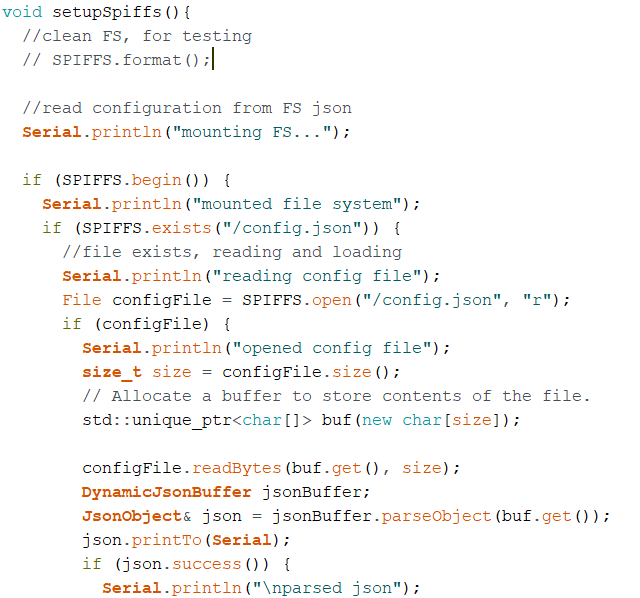 void setupSpiffs(){
  //clean FS, for testing
  // SPIFFS.format();

  //read configuration from FS json
  Serial.println("mounting FS...");

  if (SPIFFS.begin()) {
    Serial.println("mounted file system");
    if (SPIFFS.exists("/config.json")) {
      //file exists, reading and loading
      Serial.println("reading config file");
      File configFile = SPIFFS.open("/config.json", "r");
      if (configFile) {
        Serial.println("opened config file");
        size_t size = configFile.size();
        // Allocate a buffer to store contents of the file.
        std::unique_ptr<char[]> buf(new char[size]);

        configFile.readBytes(buf.get(), size);
        DynamicJsonBuffer jsonBuffer;
        JsonObject& json = jsonBuffer.parseObject(buf.get());
        json.printTo(Serial);
        if (json.success()) {
          Serial.println("\nparsed json");